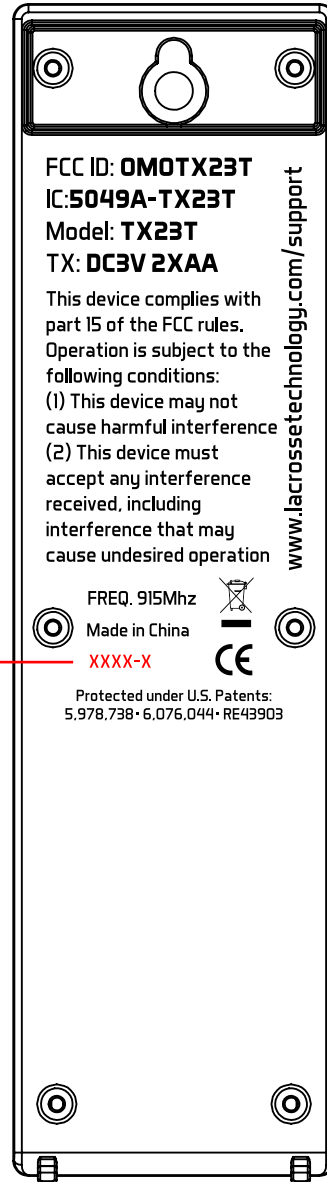 FCC ID: OMOTX23T
IC:5049A-TX23T
Model: TX23T
TX: DC3V 2XAA
This device complies with
part 15 of the FCC rules.
Operation is subject to the
following conditions:
(1) This device may not
cause harmful interference
(2) This device must
accept any interference
received, including
interference that may
cause undesired operation
www.lacrossetechnology.com/support
FREQ. 915Mhz
Made in China
XXXX-X
CE
Protected under U.S. Patents:
5,978,738 • 6,076,044 • RE43903